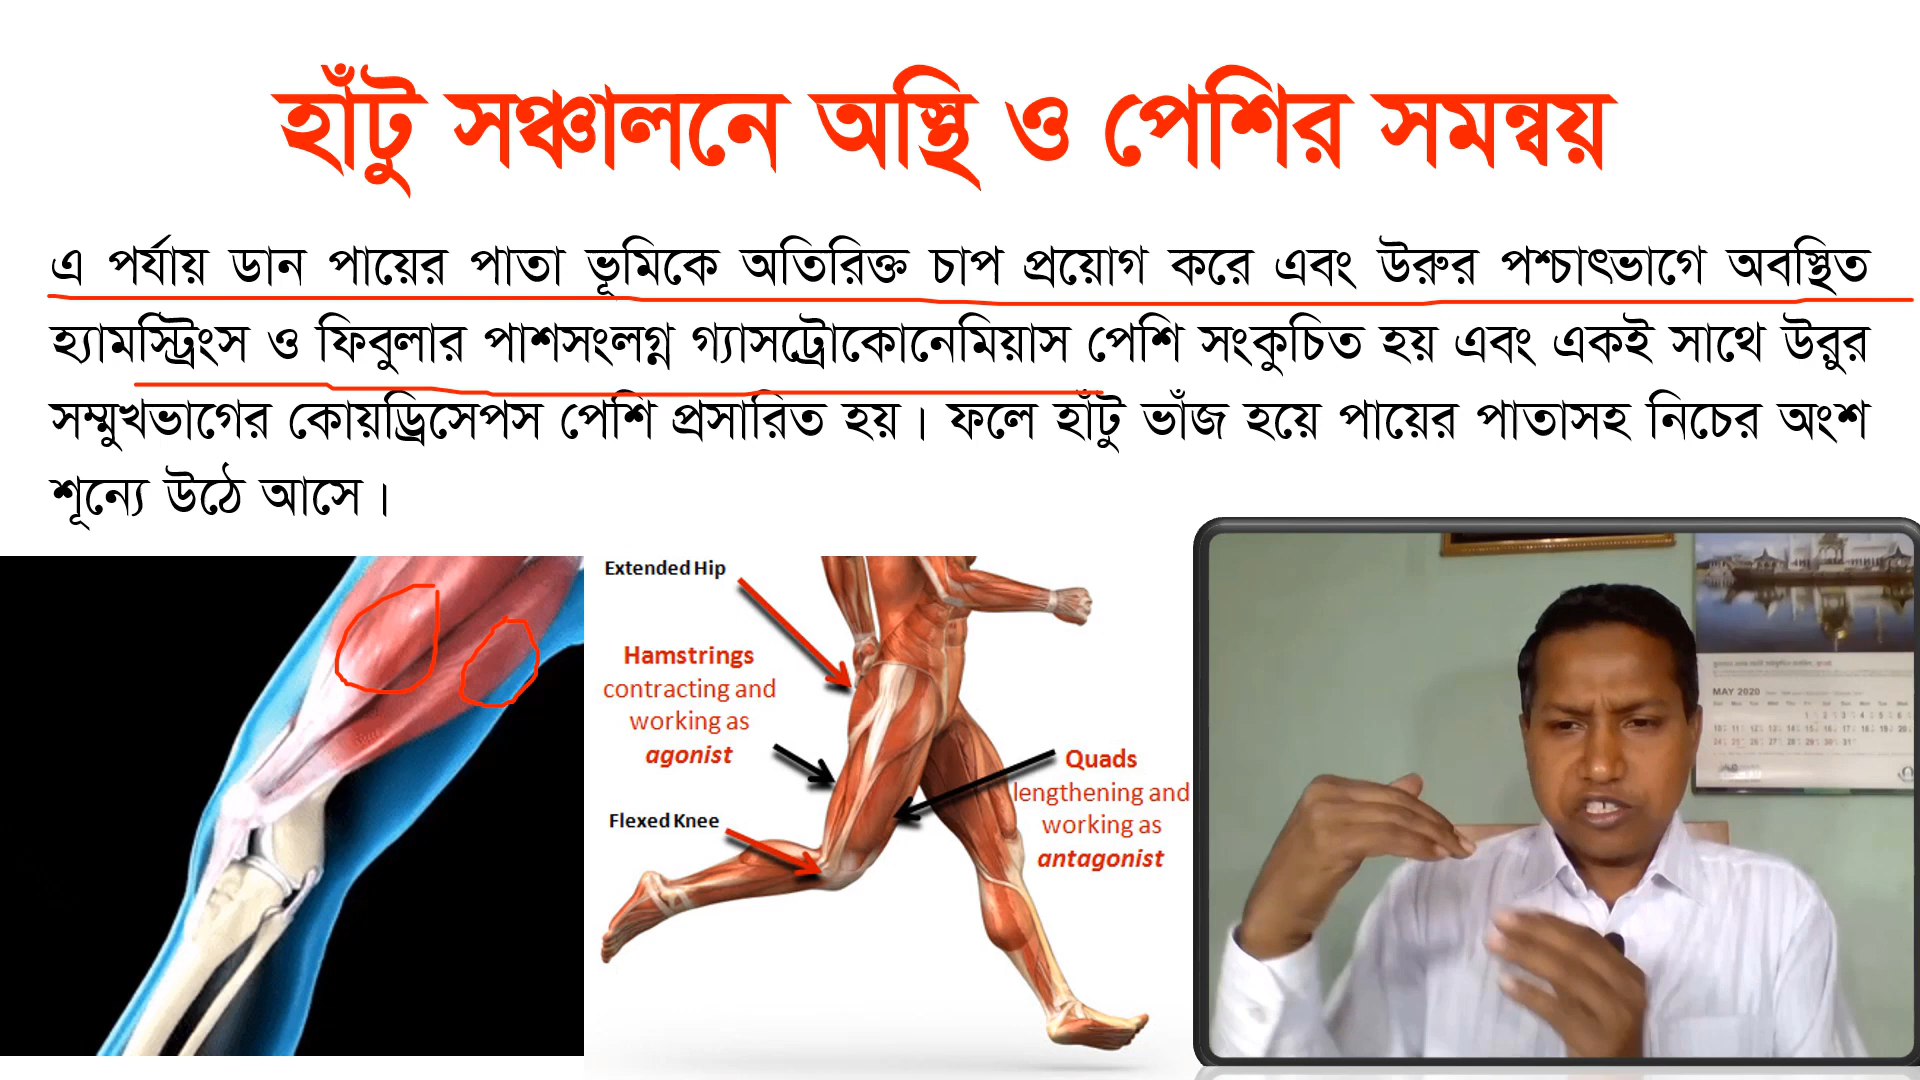 হাঁটু সঞ্চালনে অস্থি ও পেশির সমন্বয়
এ পর্যায় ডান পায়ের পাতা ভূমিকে অতিরিক্ত চাপ প্রয়োগ করে এবং উরুর পশ্চাৎভাগে অবস্থিত
হ্যামস্ট্রিংস ও ফিবুলার পাশসংলগ্ন গ্যাসট্রোকোনেমিয়াস পেশি সংকুচিত হয় এবং একই সাথে উরুর
সম্মুখভাগের কোয়াড্রিসেপস পেশি প্রসারিত হয়। ফলে হাঁটু ভাঁজ হয়ে পায়ের পাতাসহ নিচের অংশ
শূন্যে উঠে আসে।
Extended Hip
Hamstrings
contracting and
working as
agonist
Flexed Knee
Quads
lengthening and
working as
antagonist
MAY 2020